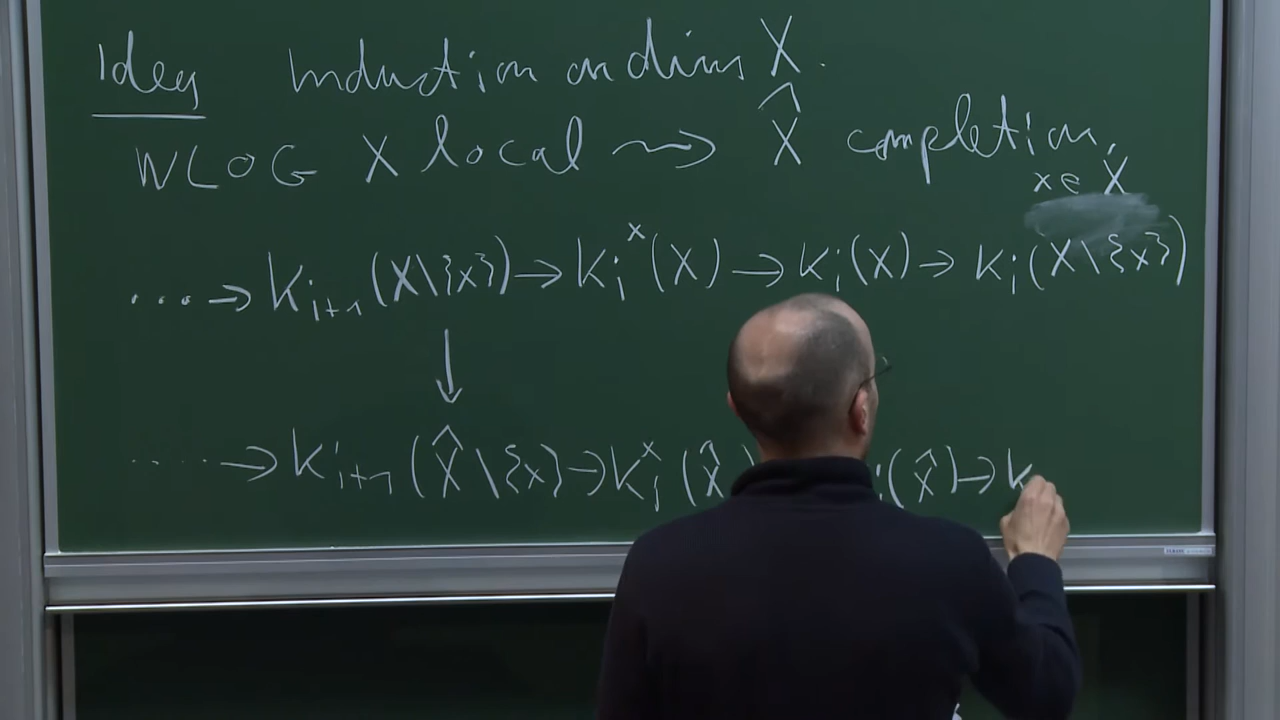 Idea Induction on dim X.
WLOG X local ⇝ X̂ completion, x ∈ X
.... → K_{i+1}(X\{x}) → K_i^x(X) → K_i(X) → K_i(X\{x})
↓
..... → K_{i+1}(X̂\{x}) → K_i^x(X̂ i(X̂) → K